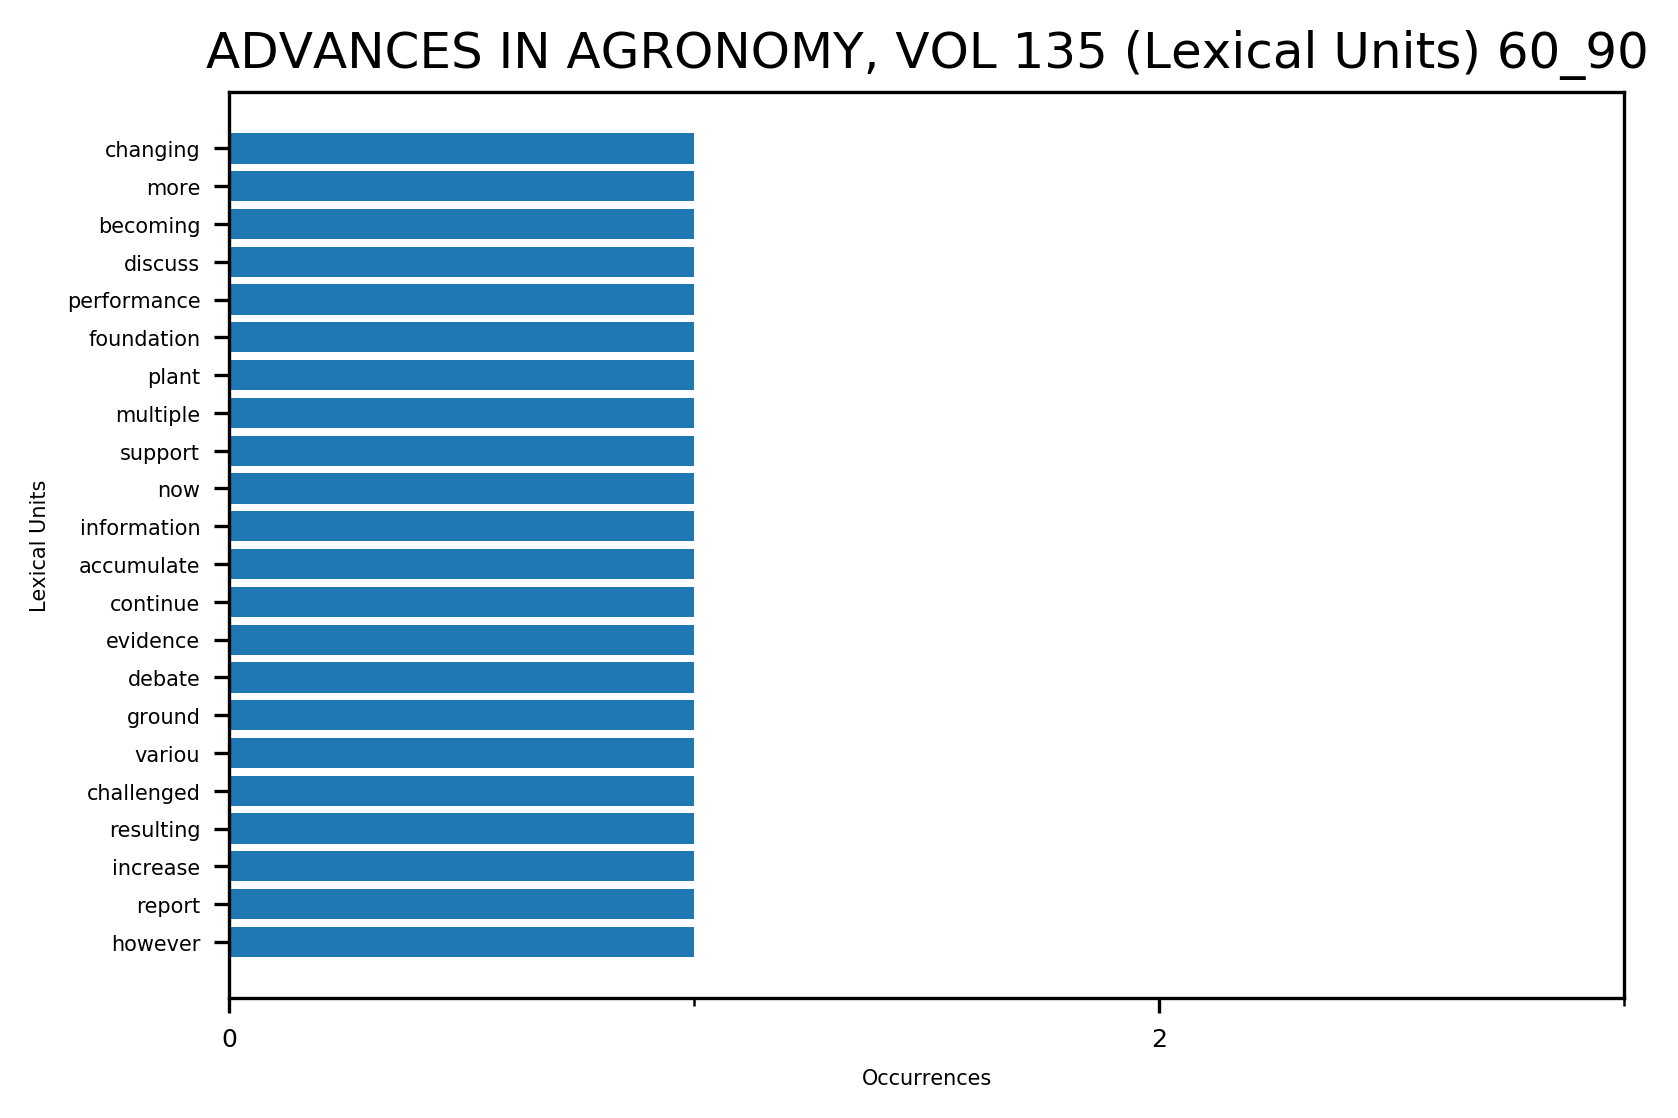 ADVANCES IN AGRONOMY, VOL 135 (Lexical Units) 60_90
changing
more
becoming
discuss
performance
foundation
plant
multiple
support
now
information
accumulate
continue
evidence
debate
ground
variou
challenged
resulting
increase
report
however
Lexical Units
0
2
Occurrences